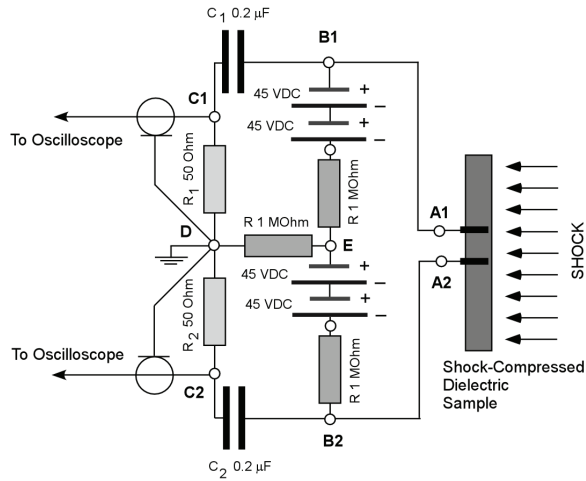 C1 0.2 μF
B1
45 VDC
+
−
45 VDC
+
−
C1
To Oscilloscope
R1 50 Ohm
R 1 MOhm
A1
D
R 1 MOhm
E
A2
SHOCK
45 VDC
+
−
45 VDC
+
−
R2 50 Ohm
R 1 MOhm
To Oscilloscope
C2
Shock-Compressed
Dielectric
Sample
B2
C2 0.2 μF